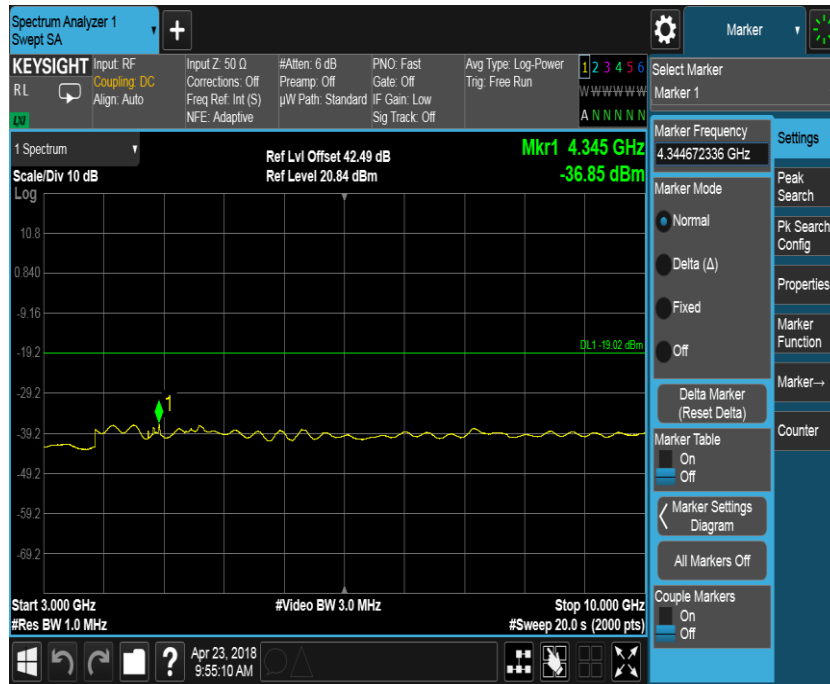 Spectrum Analyzer 1
Swept SA
+
Marker
KEYSIGHT
RL
LXI
Input: RF
Coupling: DC
Align: Auto
Input Z: 50 Ω
Corrections: Off
Freq Ref: Int (S)
NFE: Adaptive
#Atten: 6 dB
Preamp: Off
µW Path: Standard
PNO: Fast
Gate: Off
IF Gain: Low
Sig Track: Off
Avg Type: Log-Power
Trig: Free Run
1 2 3 4 5 6
W W W W W W
A N N N N N
Select Marker
Marker 1
1 Spectrum
Scale/Div 10 dB
Log
Ref Lvl Offset 42.49 dB
Ref Level 20.84 dBm
Mkr1 4.345 GHz
-36.85 dBm
10.8
0.840
-9.16
-19.2
-29.2
-39.2
-49.2
-59.2
-69.2
DL1 -19.02 dBm
1
Start 3.000 GHz
#Res BW 1.0 MHz
#Video BW 3.0 MHz
Stop 10.000 GHz
#Sweep 20.0 s (2000 pts)
Marker Frequency
4.344672336 GHz
Marker Mode
Normal
Delta (Δ)
Fixed
Off
Delta Marker
(Reset Delta)
Marker Table
On
Off
Marker Settings
Diagram
All Markers Off
Couple Markers
On
Off
Settings
Peak
Search
Pk Search
Config
Properties
Marker
Function
Marker→
Counter
?
Apr 23, 2018
9:55:10 AM